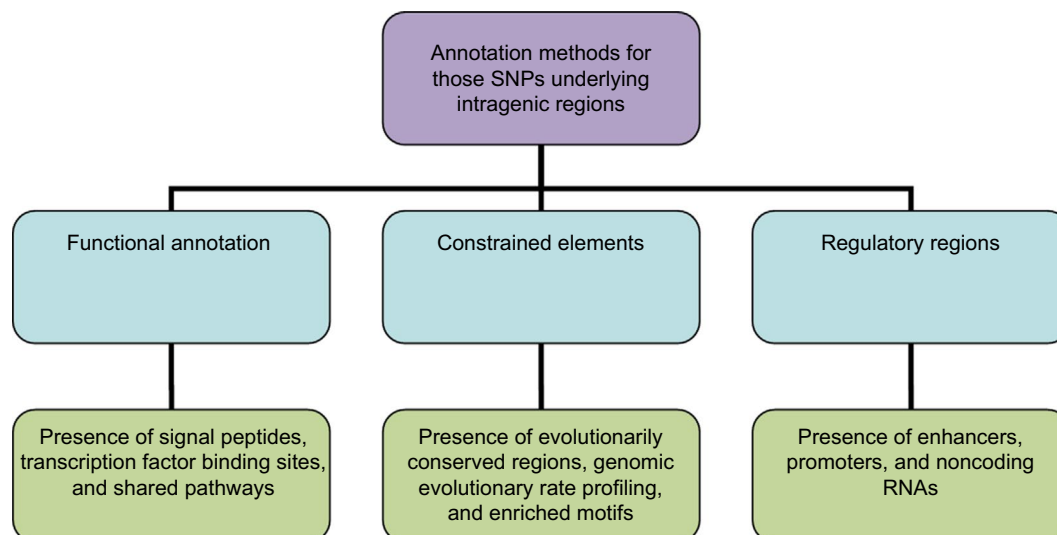 Annotation methods for
those SNPs underlying
intragenic regions
Functional annotation
Constrained elements
Regulatory regions
Presence of signal peptides,
transcription factor binding sites,
and shared pathways
Presence of evolutionarily
conserved regions, genomic
evolutionary rate profiling,
and enriched motifs
Presence of enhancers,
promoters, and noncoding
RNAs